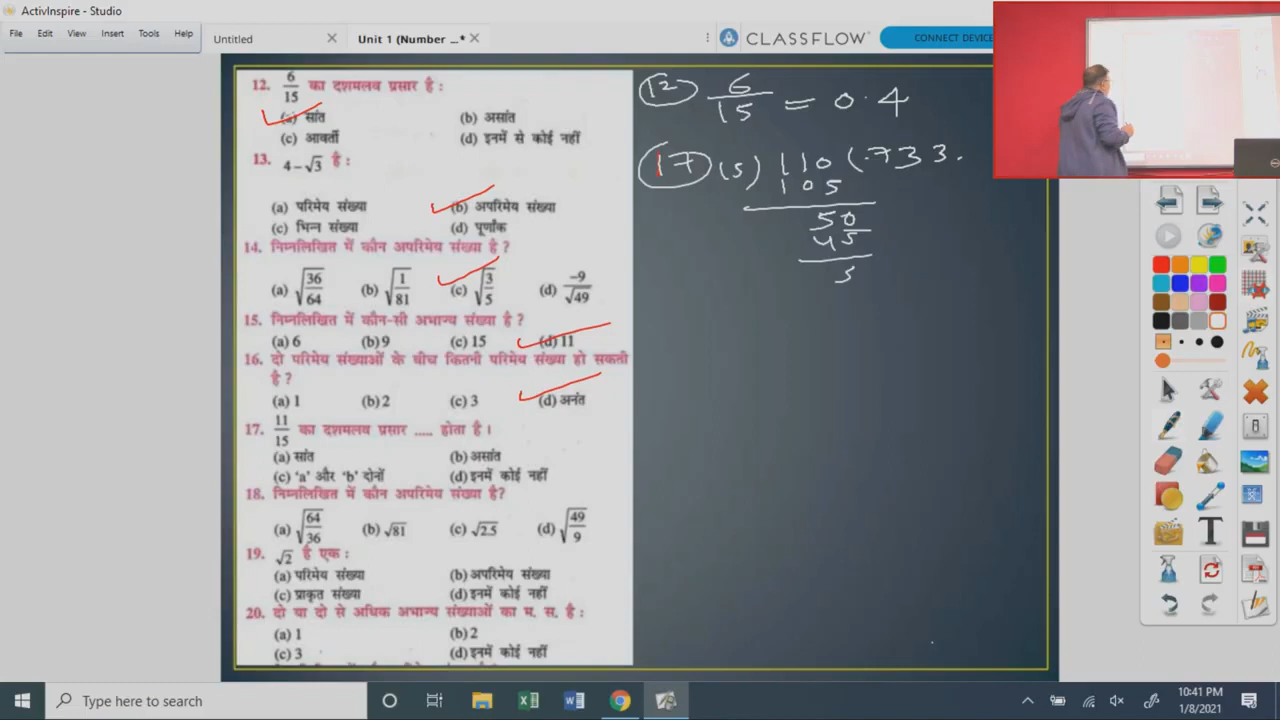 ActivInspire - Studio
File Edit View Insert Tools Help
Untitled
Unit 1 (Number ...*
CLASSFLOW
CONNECT DEVICE
12. 6/15 का दशमलव प्रसार है :
(a) सांत (b) असांत
(c) आवर्ती (d) इनमें से कोई नहीं
13. 4-√3 है :
(a) परिमेय संख्या (b) अपरिमेय संख्या
(c) भिन्न संख्या (d) पूर्णांक
14. निम्नलिखित में कौन अपरिमेय संख्या है ?
(a) √36/64 (b) √1/81 (c) √3/5 (d) -9/√49
15. निम्नलिखित में कौन-सी अभाज्य संख्या है ?
(a) 6 (b) 9 (c) 15 (d) 11
16. दो परिमेय संख्याओं के बीच कितनी परिमेय संख्या हो सकती
है ?
(a) 1 (b) 2 (c) 3 (d) अनंत
17. 11/15 का दशमलव प्रसार ..... होता है।
(a) सांत (b) असांत
(c) 'a' और 'b' दोनों (d) इनमें कोई नहीं
18. निम्नलिखित में कौन अपरिमेय संख्या है?
(a) √64/36 (b) √81 (c) √2.5 (d) √49/9
19. √2 है एक :
(a) परिमेय संख्या (b) अपरिमेय संख्या
(c) प्राकृत संख्या (d) इनमें कोई नहीं
20. दो या दो से अधिक अभाज्य संख्याओं का म. स. है :
(a) 1 (b) 2
(c) 3 (d) इनमें कोई नहीं
12 6/15 = 0.4
17 15) 110 (.733.
105
50
45
5
Type here to search
10:41 PM
1/8/2021